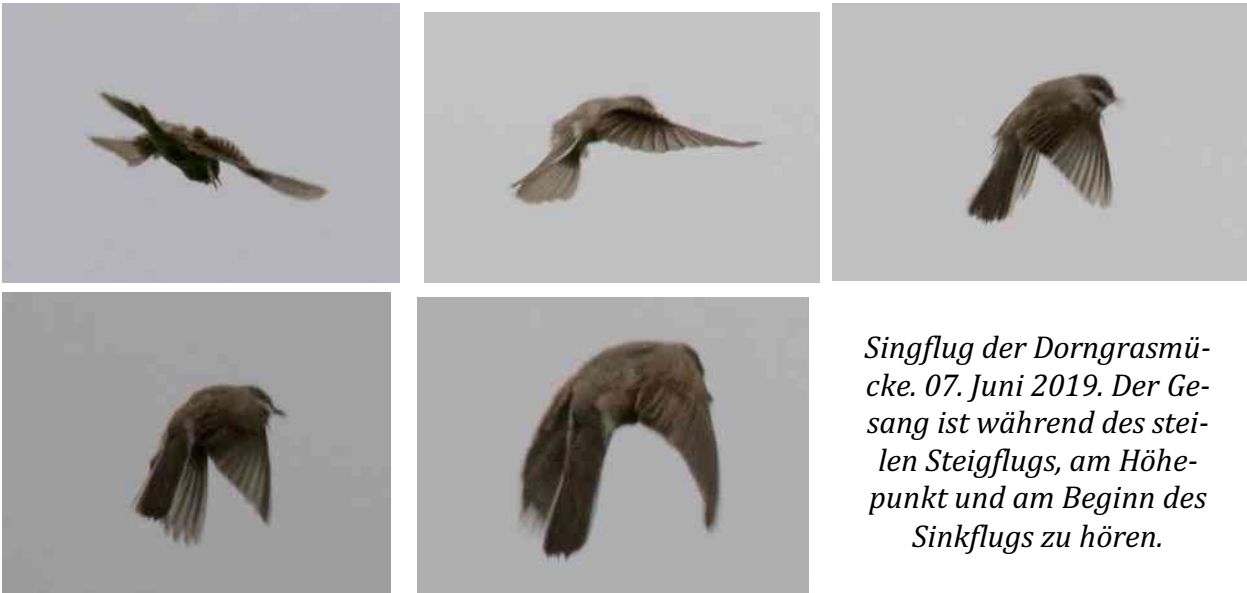 Singflug der Dorngrasmü-
cke. 07. Juni 2019. Der Ge-
sang ist während des stei-
len Steigflugs, am Höhe-
punkt und am Beginn des
Sinkflugs zu hören.